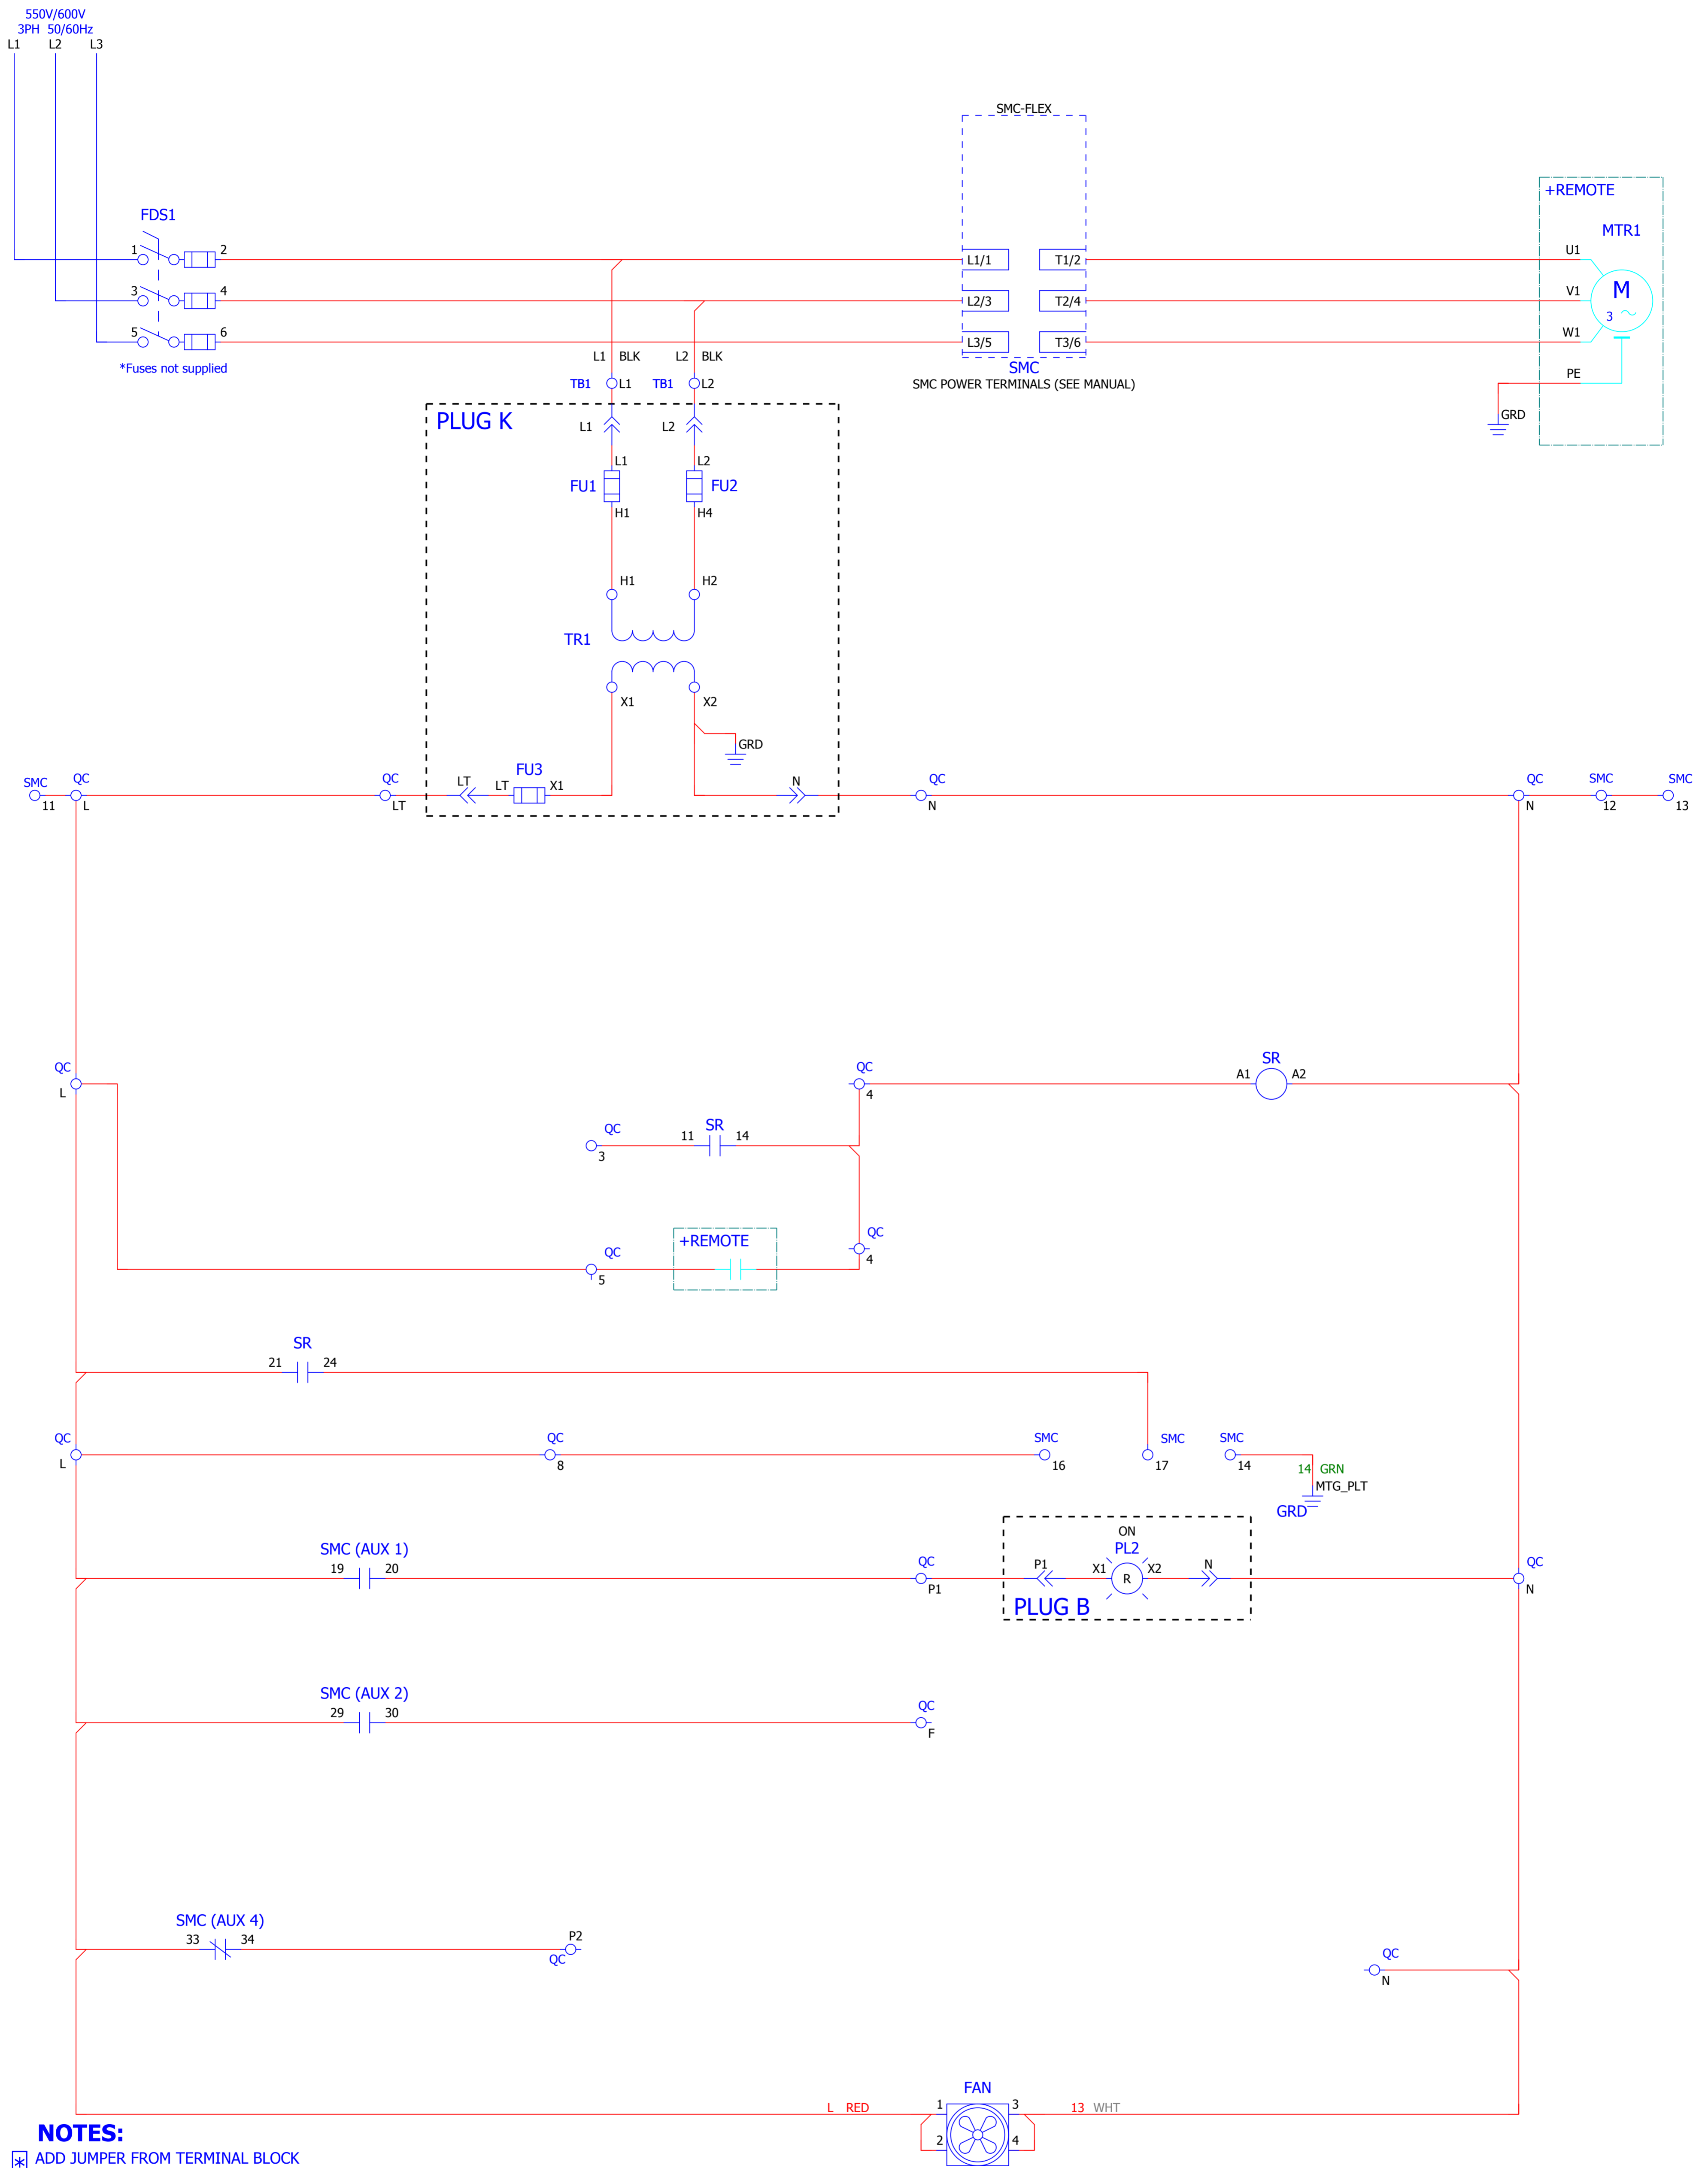 550V/600V
3PH 50/60Hz
L1 L2 L3
SMC-FLEX
+REMOTE
FDS1
MTR1
1 2
L1/1 T1/2
U1
3 4
L2/3 T2/4
V1
M
3
5 6
L3/5 T3/6
W1
*Fuses not supplied
L1 BLK L2 BLK
SMC
SMC POWER TERMINALS (SEE MANUAL)
PE
TB1 L1 TB1 L2
GRD
PLUG K
L1 L2
L1 L2
FU1 FU2
H1 H4
H1 H2
TR1
X1 X2
GRD
SMC QC QC
LT LT FU3 X1
N
QC
QC SMC SMC
11 L LT
N
N 12 13
QC
L
QC
4
SR
A1 A2
QC
3
SR
11 14
QC
4
+REMOTE
QC
5
SR
21 24
QC
L
QC
8
SMC
16
SMC
17
SMC
14
14 GRN
MTG_PLT
GRD
ON
SMC (AUX 1)
19 20
QC
P1
P1 X1 PL2 X2 N
R
PLUG B
QC
N
SMC (AUX 2)
29 30
QC
F
SMC (AUX 4)
33 34
P2
QC
QC
N
FAN
L RED
1 3
13 WHT
2 4
NOTES:
* ADD JUMPER FROM TERMINAL BLOCK